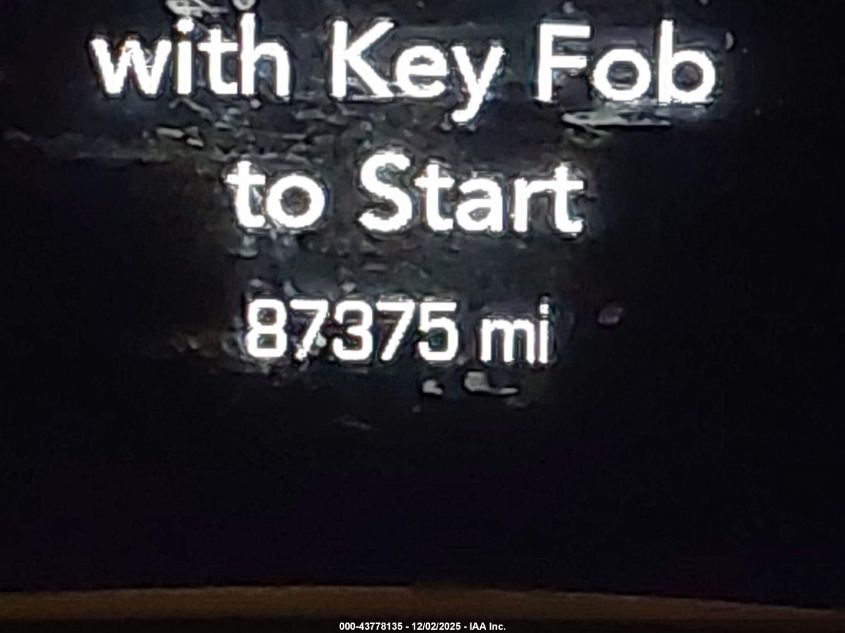 with Key Fob
to Start
87375 mi
000-43778135 - 12/02/2025 - IAA Inc.